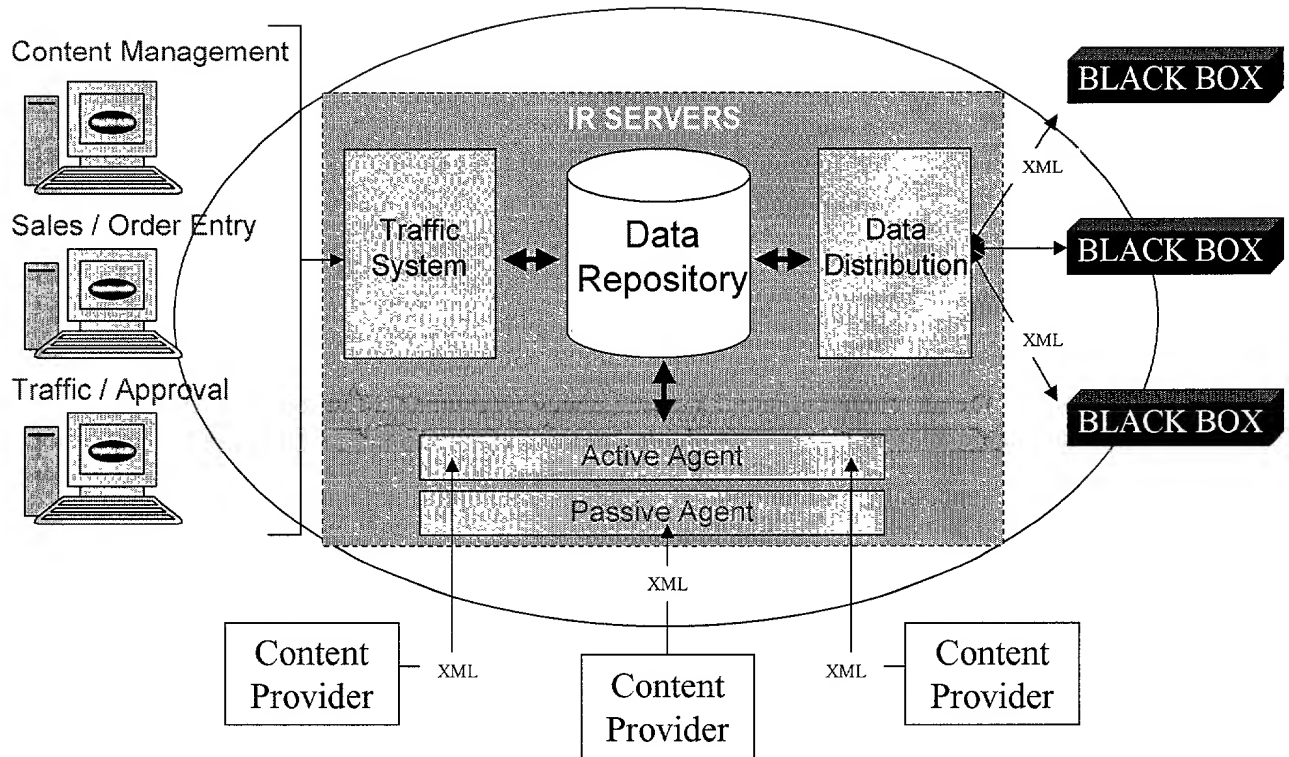 Content Management
Sales / Order Entry
Traffic / Approval
IR SERVERS
Traffic
System
Data
Repository
Data
Distribution
Active Agent
Passive Agent
XML
XML
BLACK BOX
BLACK BOX
BLACK BOX
XML
XML
XML
Content
Provider
Content
Provider
Content
Provider